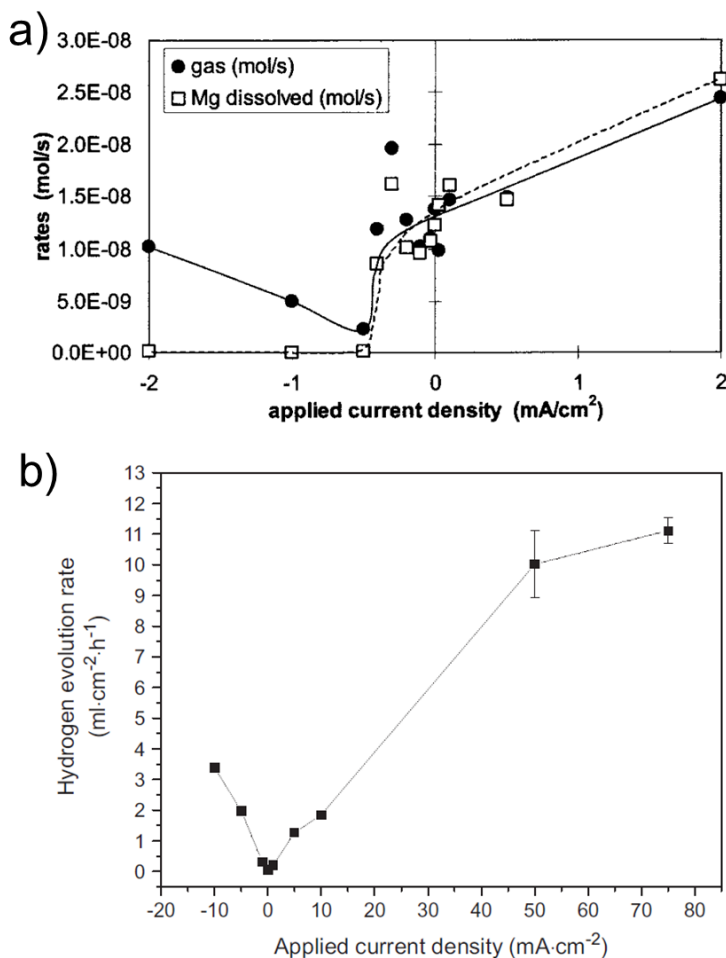 a)
3.0E-08
2.5E-08
2.0E-08
1.5E-08
1.0E-08
5.0E-09
0.0E+00
rates (mol/s)
gas (mol/s)
Mg dissolved (mol/s)
-2 -1 0 1 2
applied current density (mA/cm²)
b)
13
12
11
10
9
8
7
6
5
4
3
2
1
0
Hydrogen evolution rate
(ml·cm⁻²·h⁻¹)
-20 -10 0 10 20 30 40 50 60 70 80
Applied current density (mA·cm⁻²)